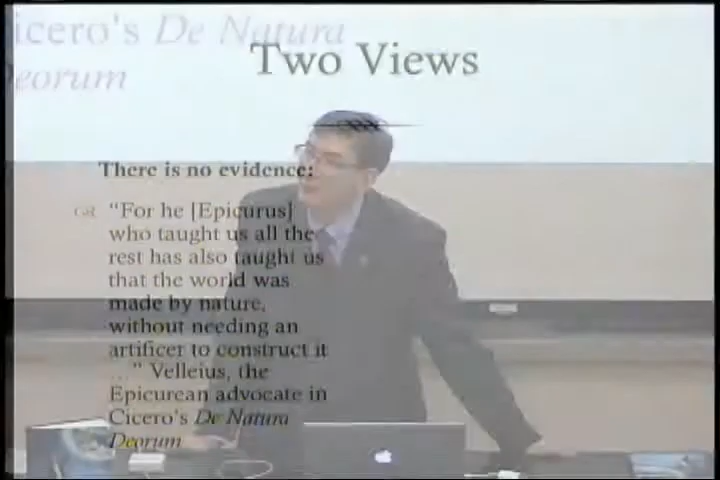 icero's De Natura
eorum
Two Views
There is no evidence:
"For he [Epicurus]
who taught us all the
rest has also taught us
that the world was
made by nature,
without needing an
artificer to construct it
..." Velleius, the
Epicurean advocate in
Cicero's De Natura
Deorum